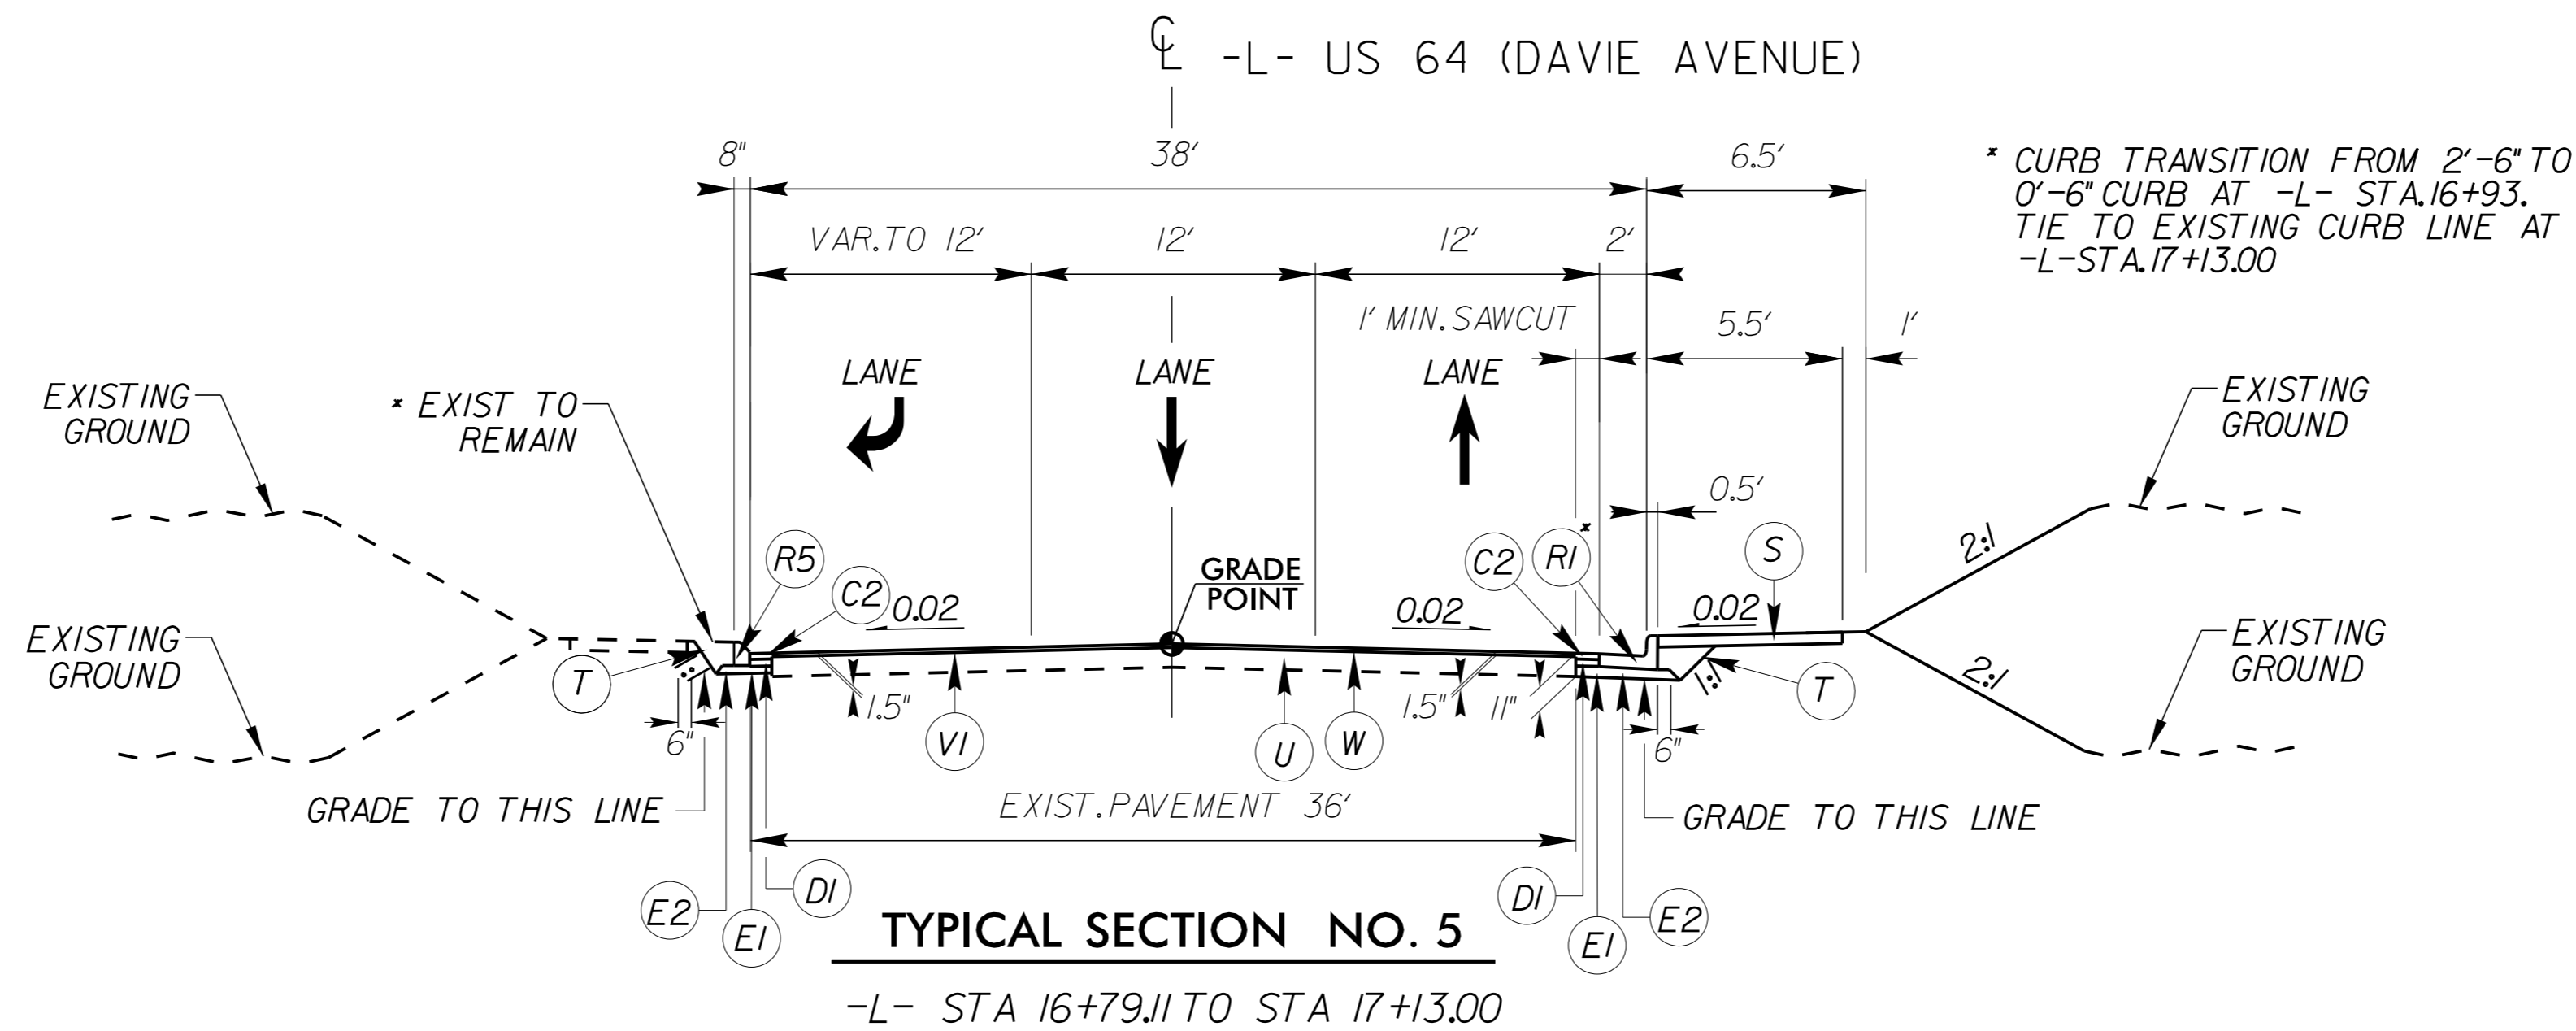 ℄ -L- US 64 (DAVIE AVENUE)
8" 38' 6.5'
* CURB TRANSITION FROM 2'-6" TO
0'-6" CURB AT -L- STA.16+93.
TIE TO EXISTING CURB LINE AT
-L-STA.17+13.00
VAR.TO 12' 12' 12' 2'
1' MIN.SAWCUT 5.5' 1'
LANE LANE LANE
EXISTING
GROUND
* EXIST TO
REMAIN
EXISTING
GROUND
0.5'
R5 C2 0.02
GRADE
POINT
0.02 C2 R1 * 0.02 S
2:1
EXISTING
GROUND
EXISTING
GROUND
T 6" 1.5" V1 U W 1.5" 11" 6" 1:1 T 2:1
GRADE TO THIS LINE
EXIST.PAVEMENT 36'
GRADE TO THIS LINE
E2 E1 D1 D1 E1 E2
TYPICAL SECTION NO. 5
-L- STA 16+79.11 TO STA 17+13.00